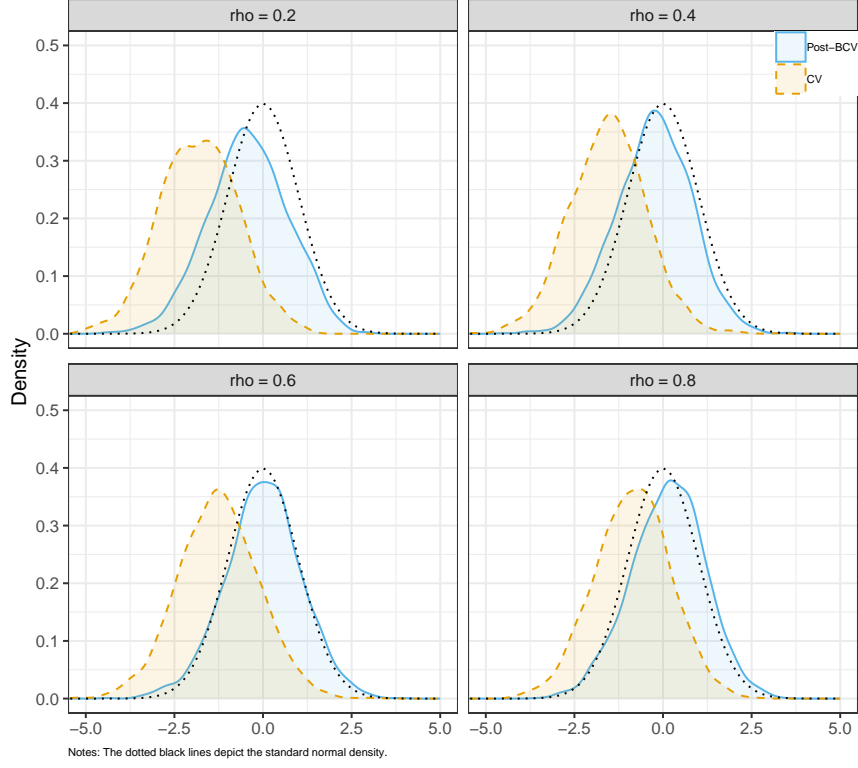 rho = 0.2
rho = 0.4
Post−BCV
CV
0.5
0.4
0.3
0.2
0.1
0.0
Density
rho = 0.6
rho = 0.8
0.5
0.4
0.3
0.2
0.1
0.0
−5.0 −2.5 0.0 2.5 5.0 −5.0 −2.5 0.0 2.5 5.0
Notes: The dotted black lines depict the standard normal density.